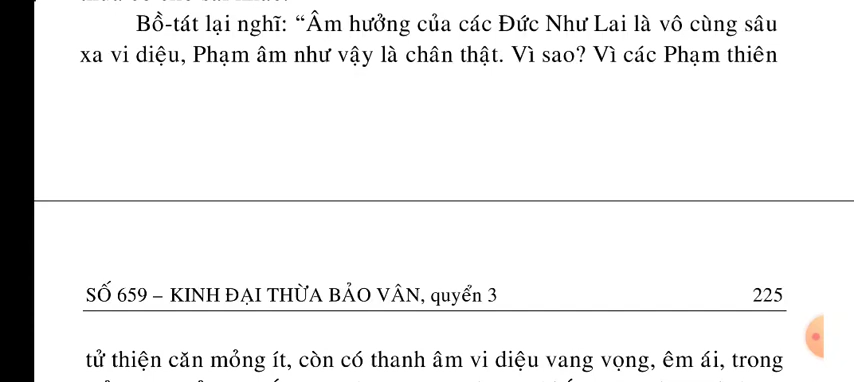 Bồ-tát lại nghĩ: “Âm hưởng của các Đức Như Lai là vô cùng sâu
xa vi diệu, Phạm âm như vậy là chân thật. Vì sao? Vì các Phạm thiên
SỐ 659 – KINH ĐẠI THỪA BẢO VÂN, quyển 3 225
tử thiện căn mỏng ít, còn có thanh âm vi diệu vang vọng, êm ái, trong